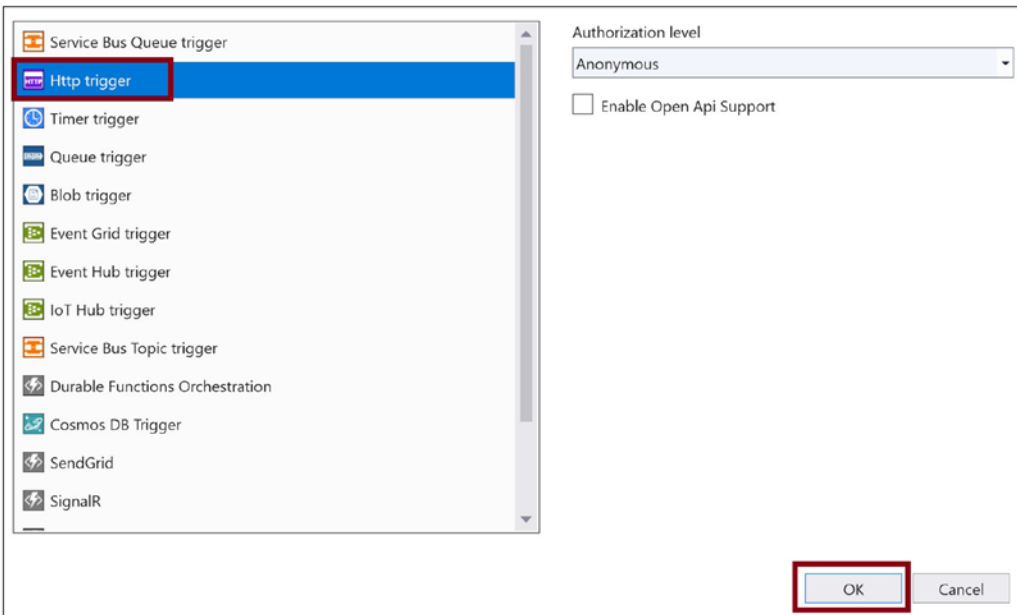 Service Bus Queue trigger
HTTP Http trigger
Timer trigger
Queue trigger
Blob trigger
Event Grid trigger
Event Hub trigger
IoT Hub trigger
Service Bus Topic trigger
Durable Functions Orchestration
Cosmos DB Trigger
SendGrid
SignalR
Authorization level
Anonymous
Enable Open Api Support
OK
Cancel